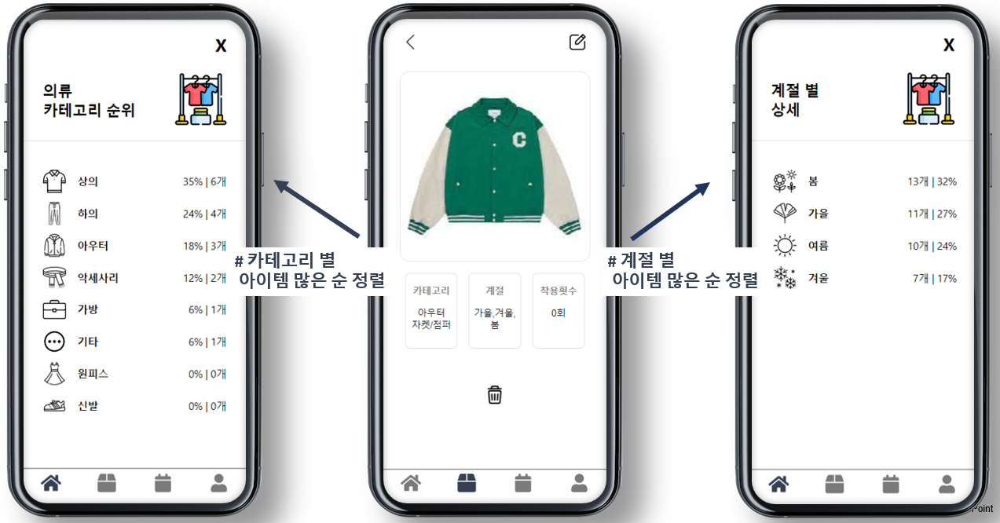 X
의류
카테고리 순위
상의 35% | 6개
하의 24% | 4개
아우터 18% | 3개
악세사리 12% | 2개
가방 6% | 1개
기타 6% | 1개
원피스 0% | 0개
신발 0% | 0개
# 카테고리 별
아이템 많은 순 정렬
C
카테고리
아우터
자켓/점퍼
계절
가을,겨울,
봄
착용횟수
0회
# 계절 별
아이템 많은 순 정렬
X
계절 별
상세
봄 13개 | 32%
가을 11개 | 27%
여름 10개 | 24%
겨울 7개 | 17%
Point